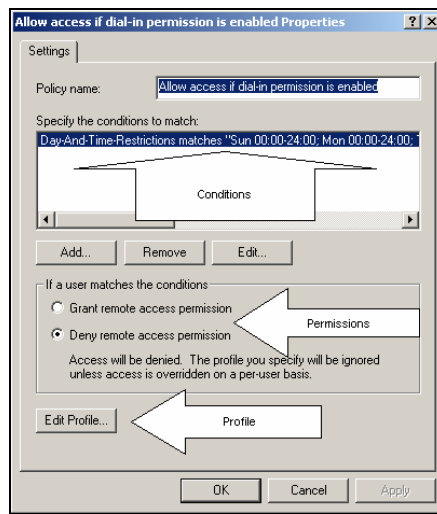 Allow access if dial-in permission is enabled Properties
Settings
Policy name: Allow access if dial-in permission is enabled
Specify the conditions to match:
Day-And-Time-Restrictions matches "Sun 00:00-24:00; Mon 00:00-24:00;
Conditions
Add... Remove Edit...
If a user matches the conditions
Grant remote access permission
Permissions
Deny remote access permission
Access will be denied. The profile you specify will be ignored
unless access is overridden on a per-user basis.
Edit Profile... Profile
OK Cancel Apply